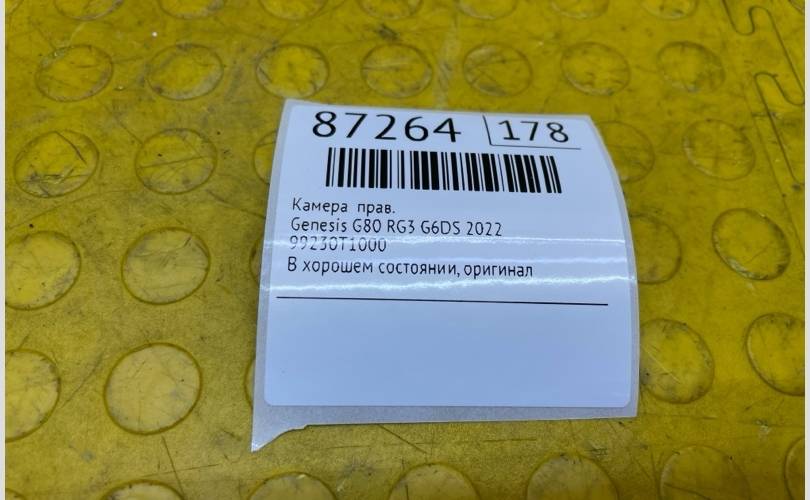 87264 178
Камера прав.
Genesis G80 RG3 G6DS 2022
99230T1000
В хорошем состоянии, оригинал